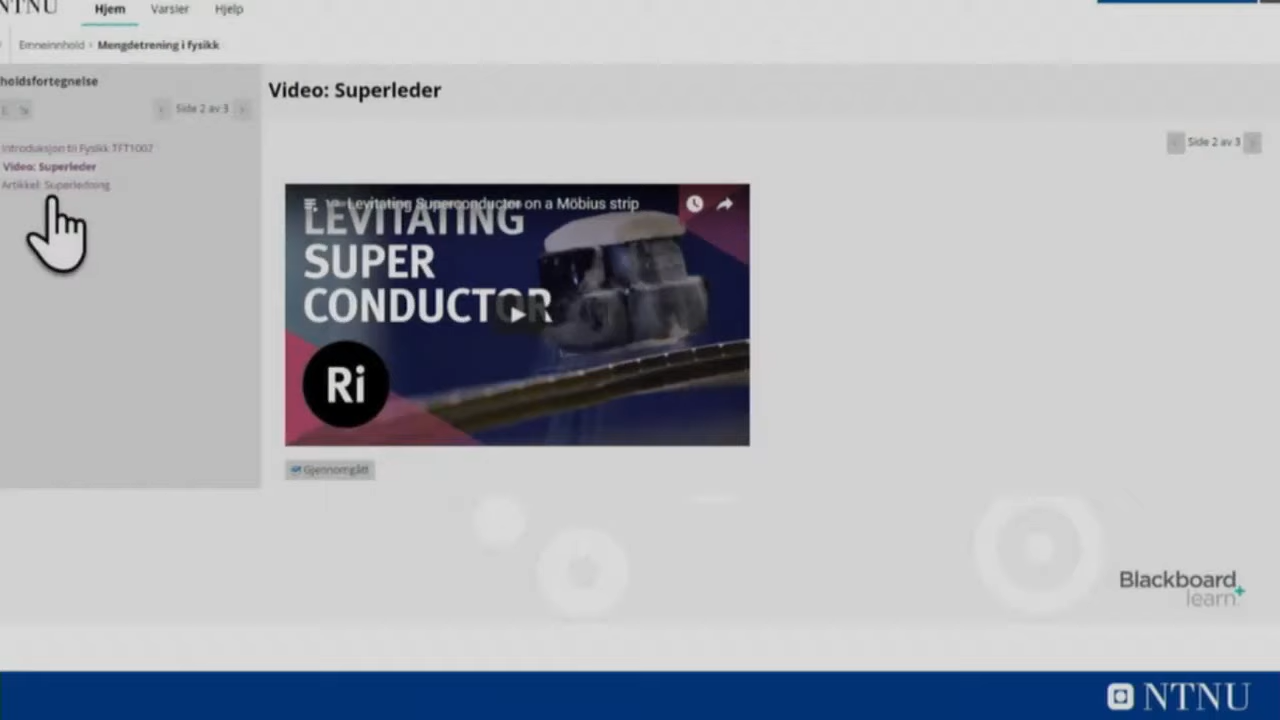 NTNU
Hjem Varsler Hjelp
Emneinnhold › Mengdetrening i fysikk
holdsfortegnelse
Side 2 av 3
Introduksjon til Fysikk TFT1002
Video: Superleder
Artikkel: Superledning
Video: Superleder
Side 2 av 3
Levitating Superconductor on a Möbius strip
LEVITATING
SUPER
CONDUCTOR
Ri
Gjennomgått
Blackboard
learn
NTNU